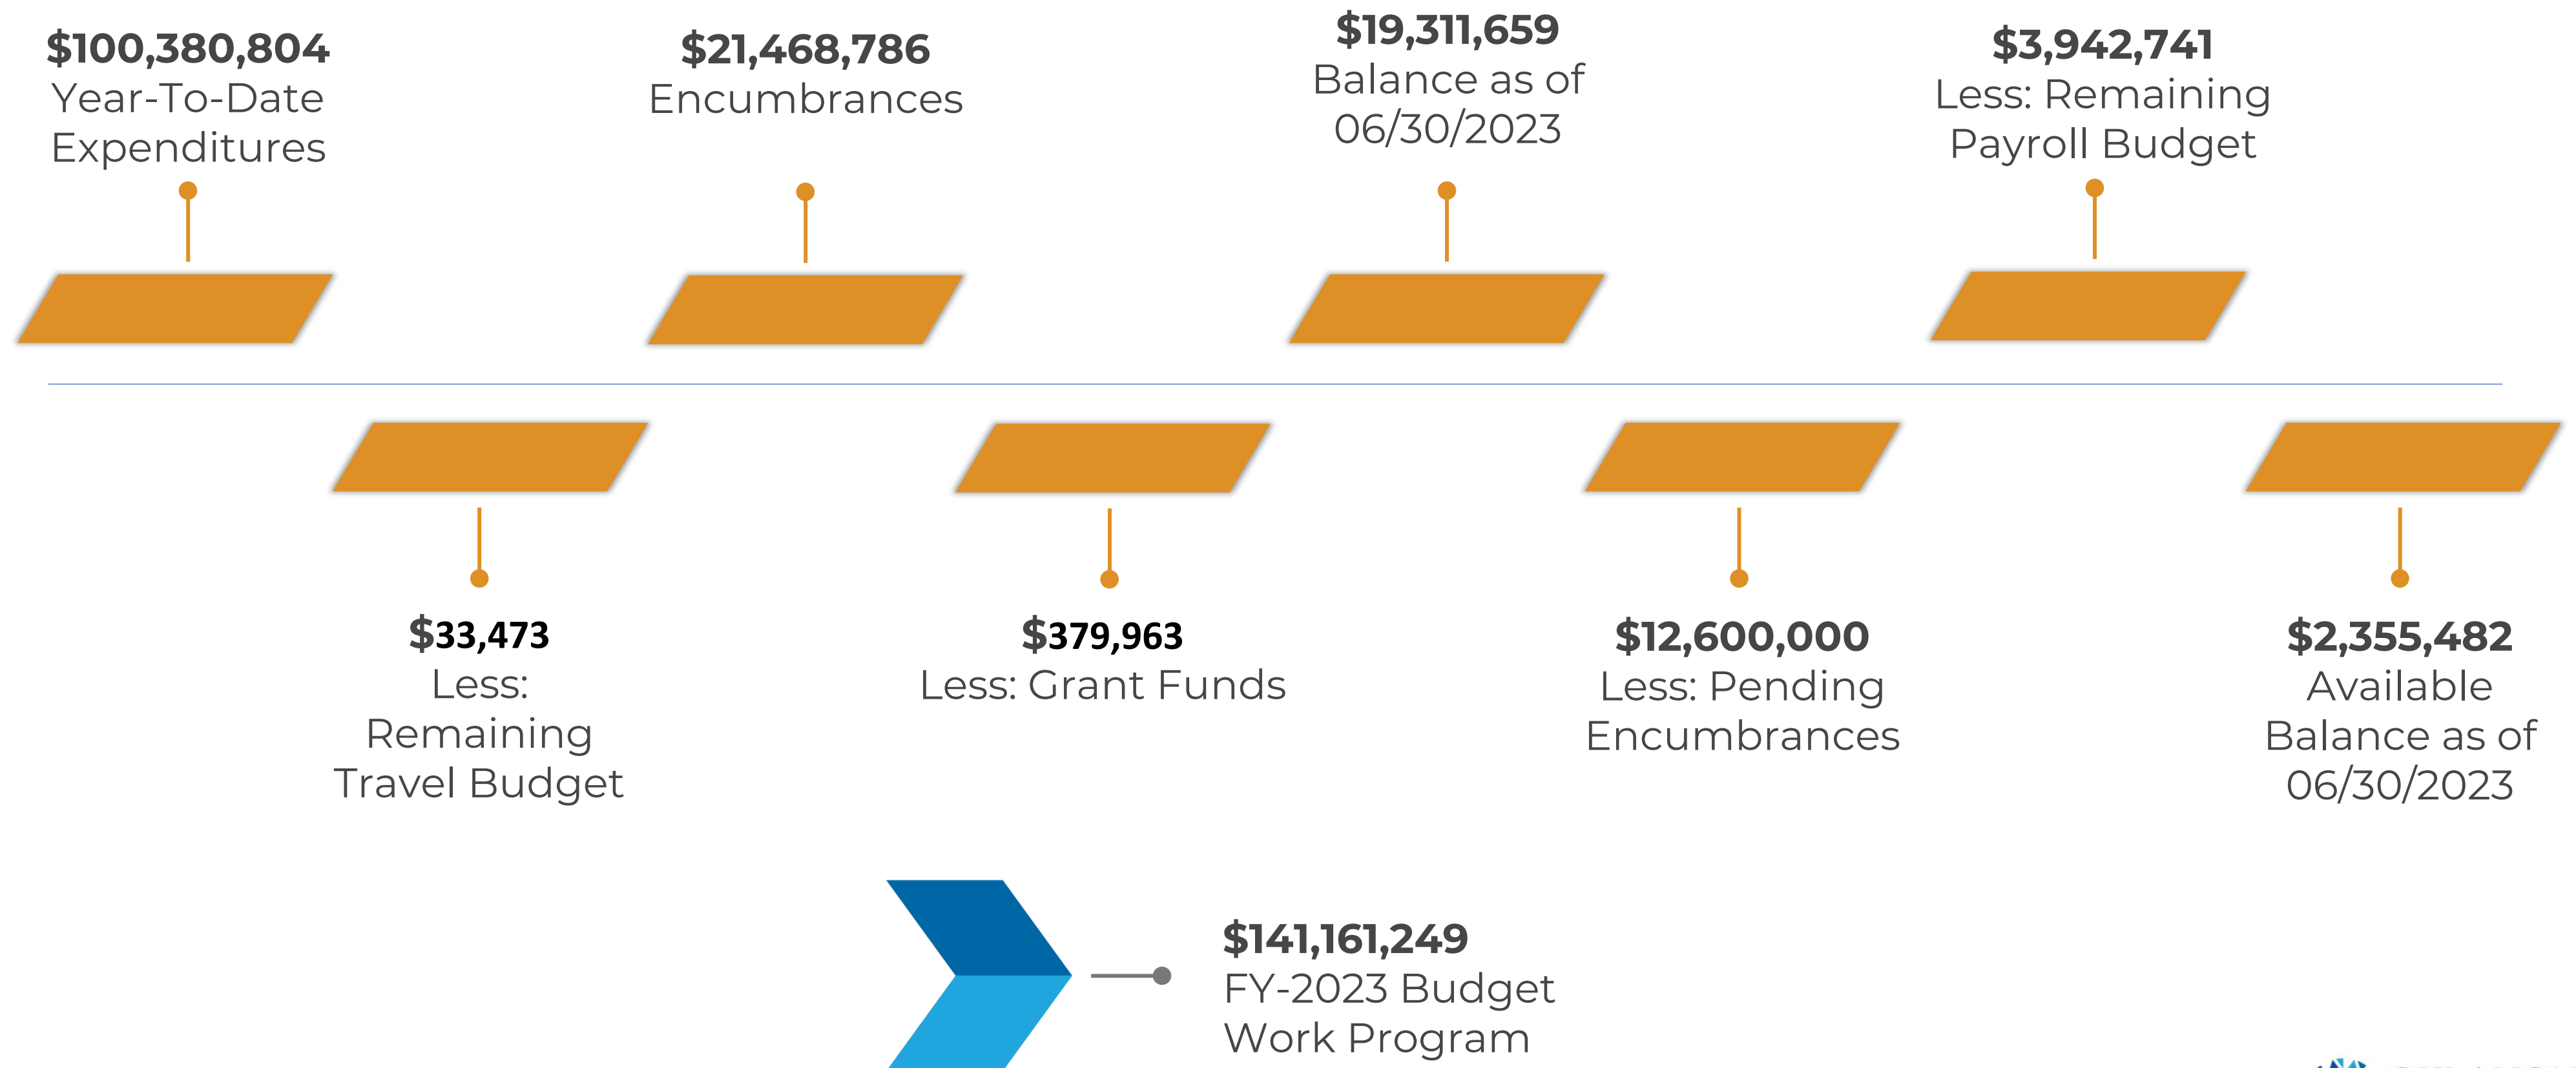 $100,380,804
Year-To-Date
Expenditures
$21,468,786
Encumbrances
$19,311,659
Balance as of
06/30/2023
$3,942,741
Less: Remaining
Payroll Budget
$33,473
Less:
Remaining
Travel Budget
$379,963
Less: Grant Funds
$12,600,000
Less: Pending
Encumbrances
$2,355,482
Available
Balance as of
06/30/2023
$141,161,249
FY-2023 Budget
Work Program